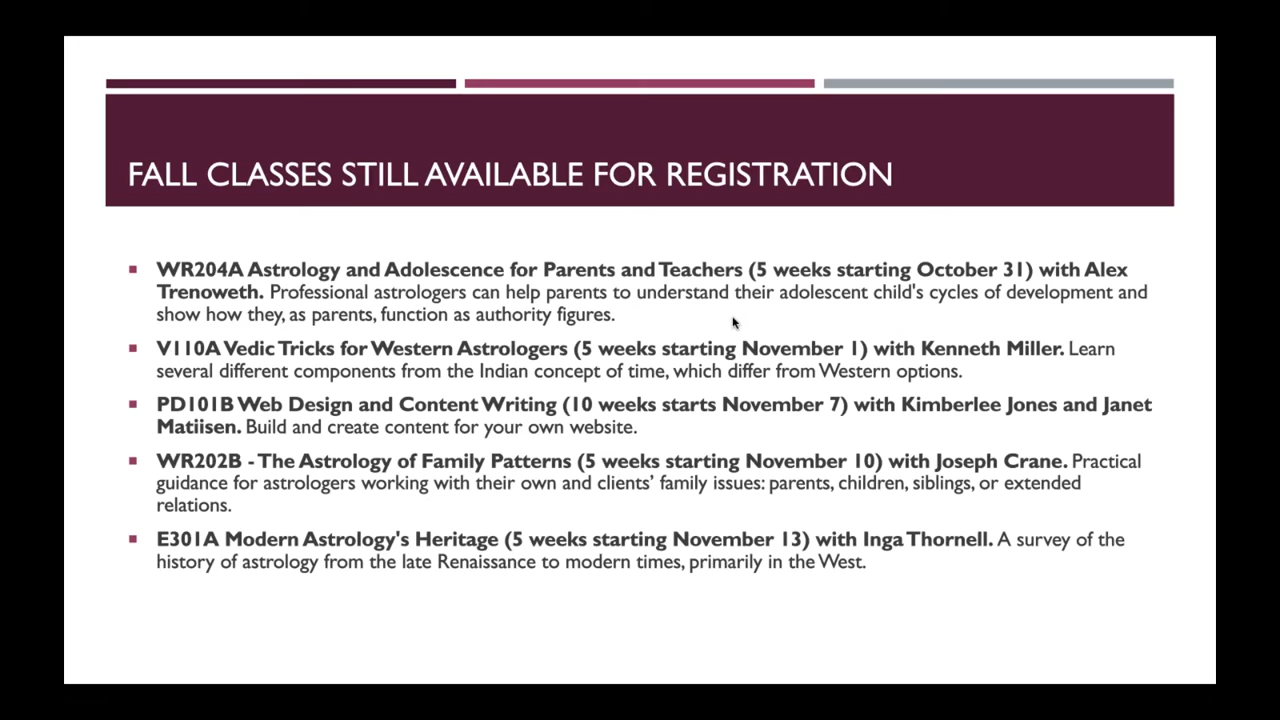 FALL CLASSES STILL AVAILABLE FOR REGISTRATION
WR204A Astrology and Adolescence for Parents and Teachers (5 weeks starting October 31) with Alex
Trenoweth. Professional astrologers can help parents to understand their adolescent child's cycles of development and
show how they, as parents, function as authority figures.
V110A Vedic Tricks for Western Astrologers (5 weeks starting November 1) with Kenneth Miller. Learn
several different components from the Indian concept of time, which differ from Western options.
PD101B Web Design and Content Writing (10 weeks starts November 7) with Kimberlee Jones and Janet
Matiisen. Build and create content for your own website.
WR202B - The Astrology of Family Patterns (5 weeks starting November 10) with Joseph Crane. Practical
guidance for astrologers working with their own and clients’ family issues: parents, children, siblings, or extended
relations.
E301A Modern Astrology's Heritage (5 weeks starting November 13) with Inga Thornell. A survey of the
history of astrology from the late Renaissance to modern times, primarily in the West.